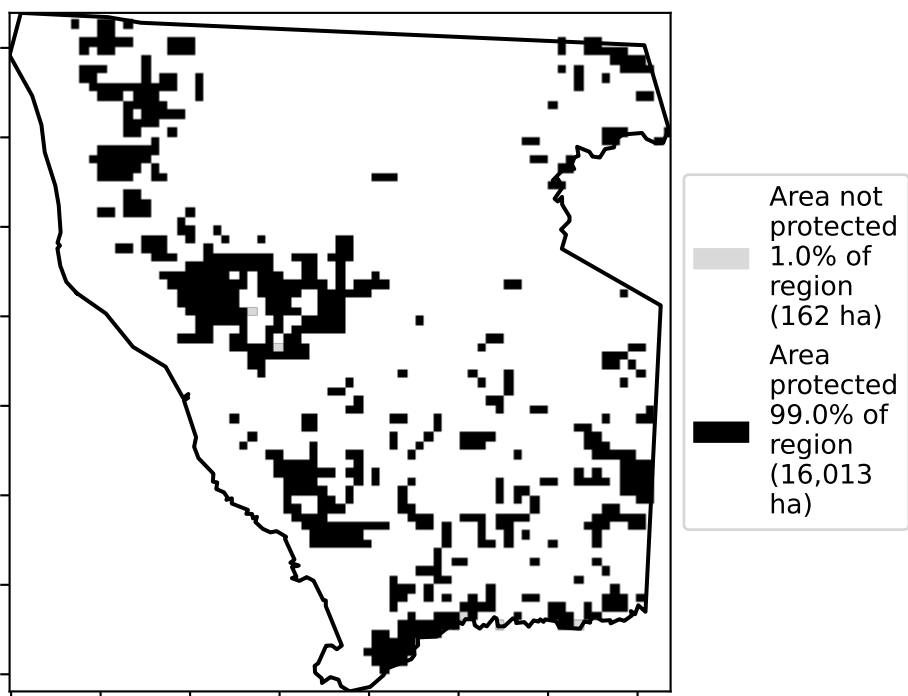 Area not
protected
1.0% of
region
(162 ha)
Area
protected
99.0% of
region
(16,013
ha)